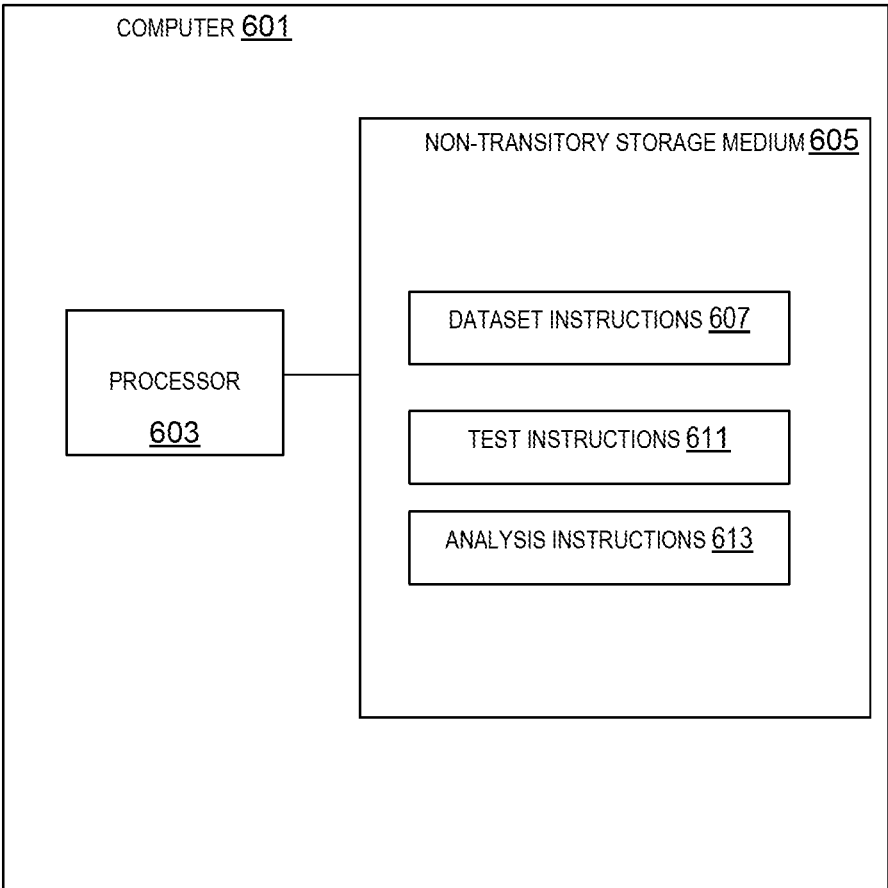 COMPUTER 601
NON-TRANSITORY STORAGE MEDIUM 605
DATASET INSTRUCTIONS 607
PROCESSOR
603
TEST INSTRUCTIONS 611
ANALYSIS INSTRUCTIONS 613